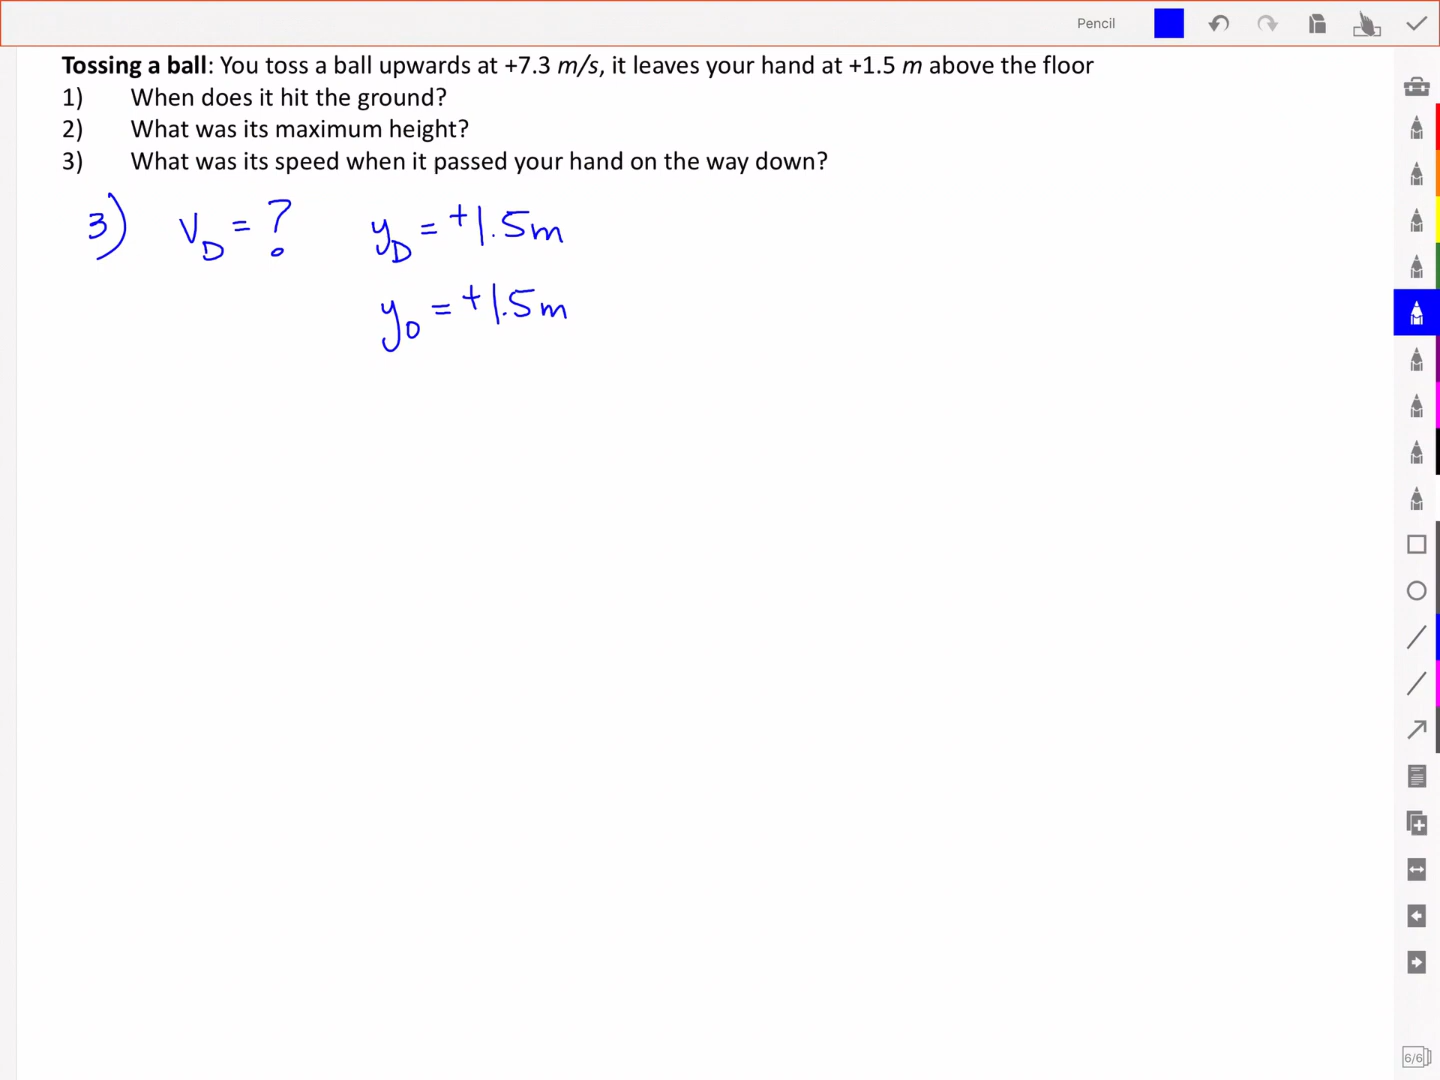 Pencil
Tossing a ball: You toss a ball upwards at +7.3 m/s, it leaves your hand at +1.5 m above the floor
1) When does it hit the ground?
2) What was its maximum height?
3) What was its speed when it passed your hand on the way down?
3) v_D = ? y_D = +1.5m
y_0 = +1.5m
6/6